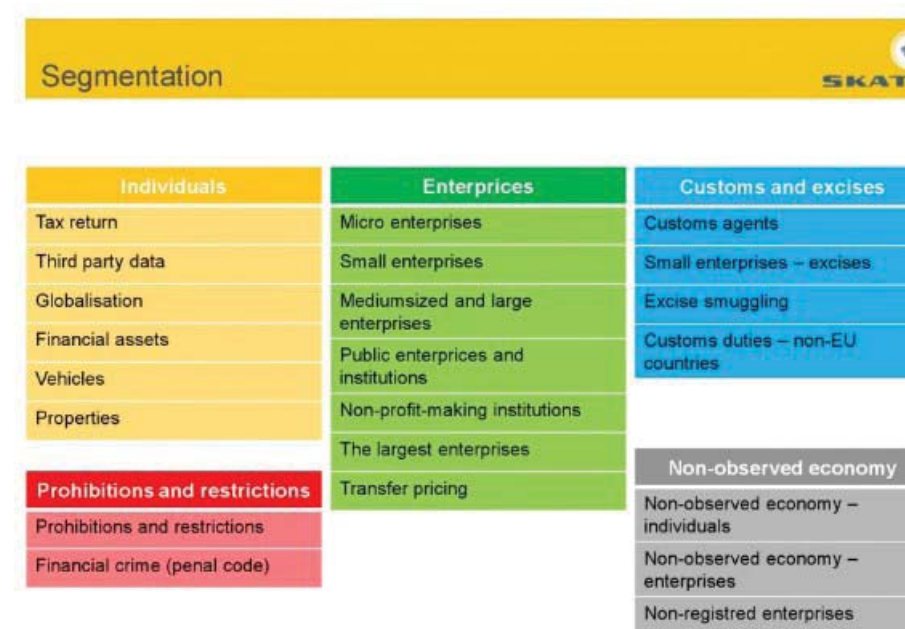 Segmentation
SKAT
Individuals
Tax return
Third party data
Globalisation
Financial assets
Vehicles
Properties
Prohibitions and restrictions
Prohibitions and restrictions
Financial crime (penal code)
Enterprices
Micro enterprises
Small enterprises
Mediumsized and large
enterprises
Public enterprices and
institutions
Non-profit-making institutions
The largest enterprises
Transfer pricing
Customs and excises
Customs agents
Small enterprises – excises
Excise smuggling
Customs duties – non-EU
countries
Non-observed economy
Non-observed economy –
individuals
Non-observed economy –
enterprises
Non-registred enterprises